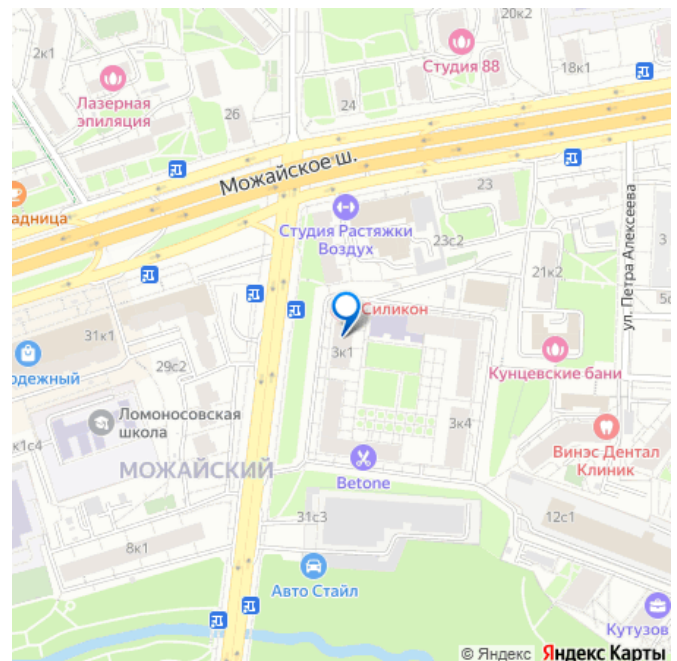 20к2
2к1
Студия 88
18к1
Лазерная
эпиляция
26
24
Можайское ш.
адница
23
Студия Растяжки
Воздух
23с2
ул. Петра Алексеева
3
21к2
5с
Силикон
31к1
3к1
одежный
29с2
Кунцевские бани
Ломоносовская
школа
3к4
к1с4
Винэс Дентал
Клиник
МОЖАЙСКИЙ
Betone
31с3
12с1
8к1
Авто Стайл
Кутузов
© Яндекс Яндекс Карты